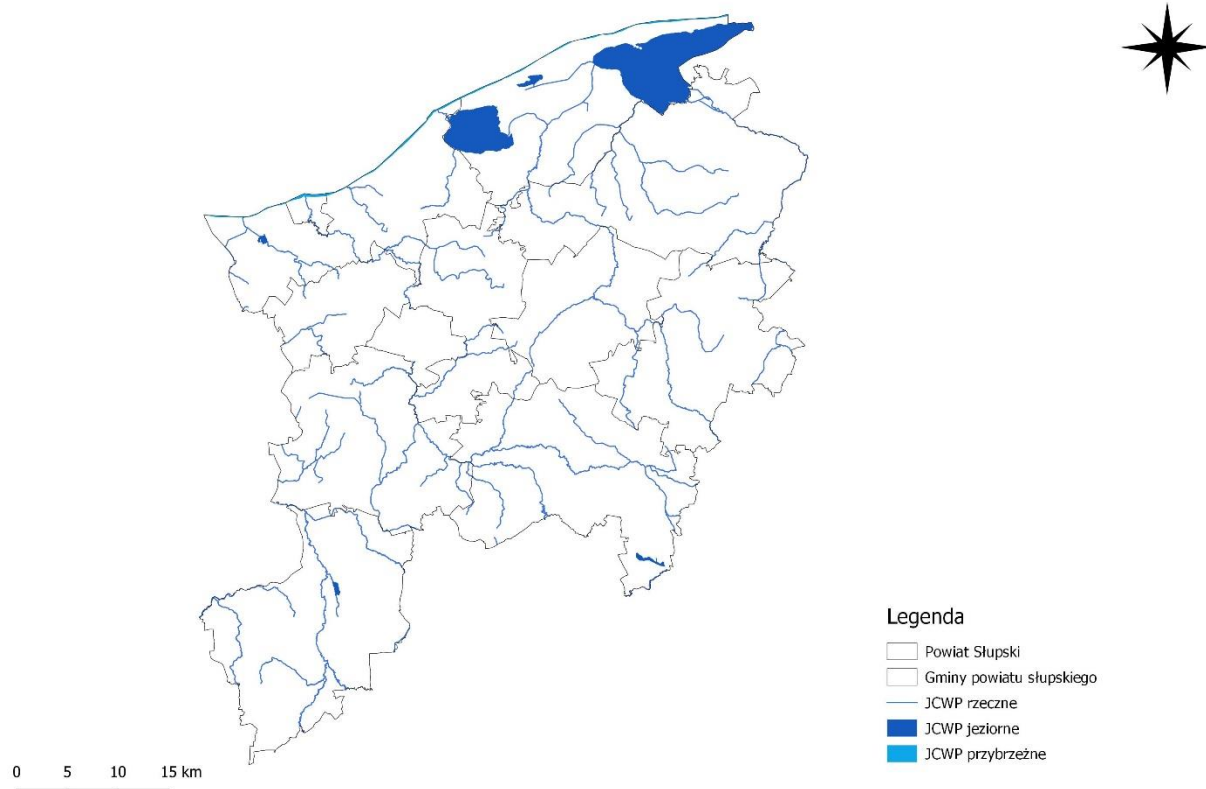 Legenda
Powiat Słupski
Gminy powiatu słupskiego
JCWP rzeczne
JCWP jeziorne
JCWP przybrzeżne
0 5 10 15 km